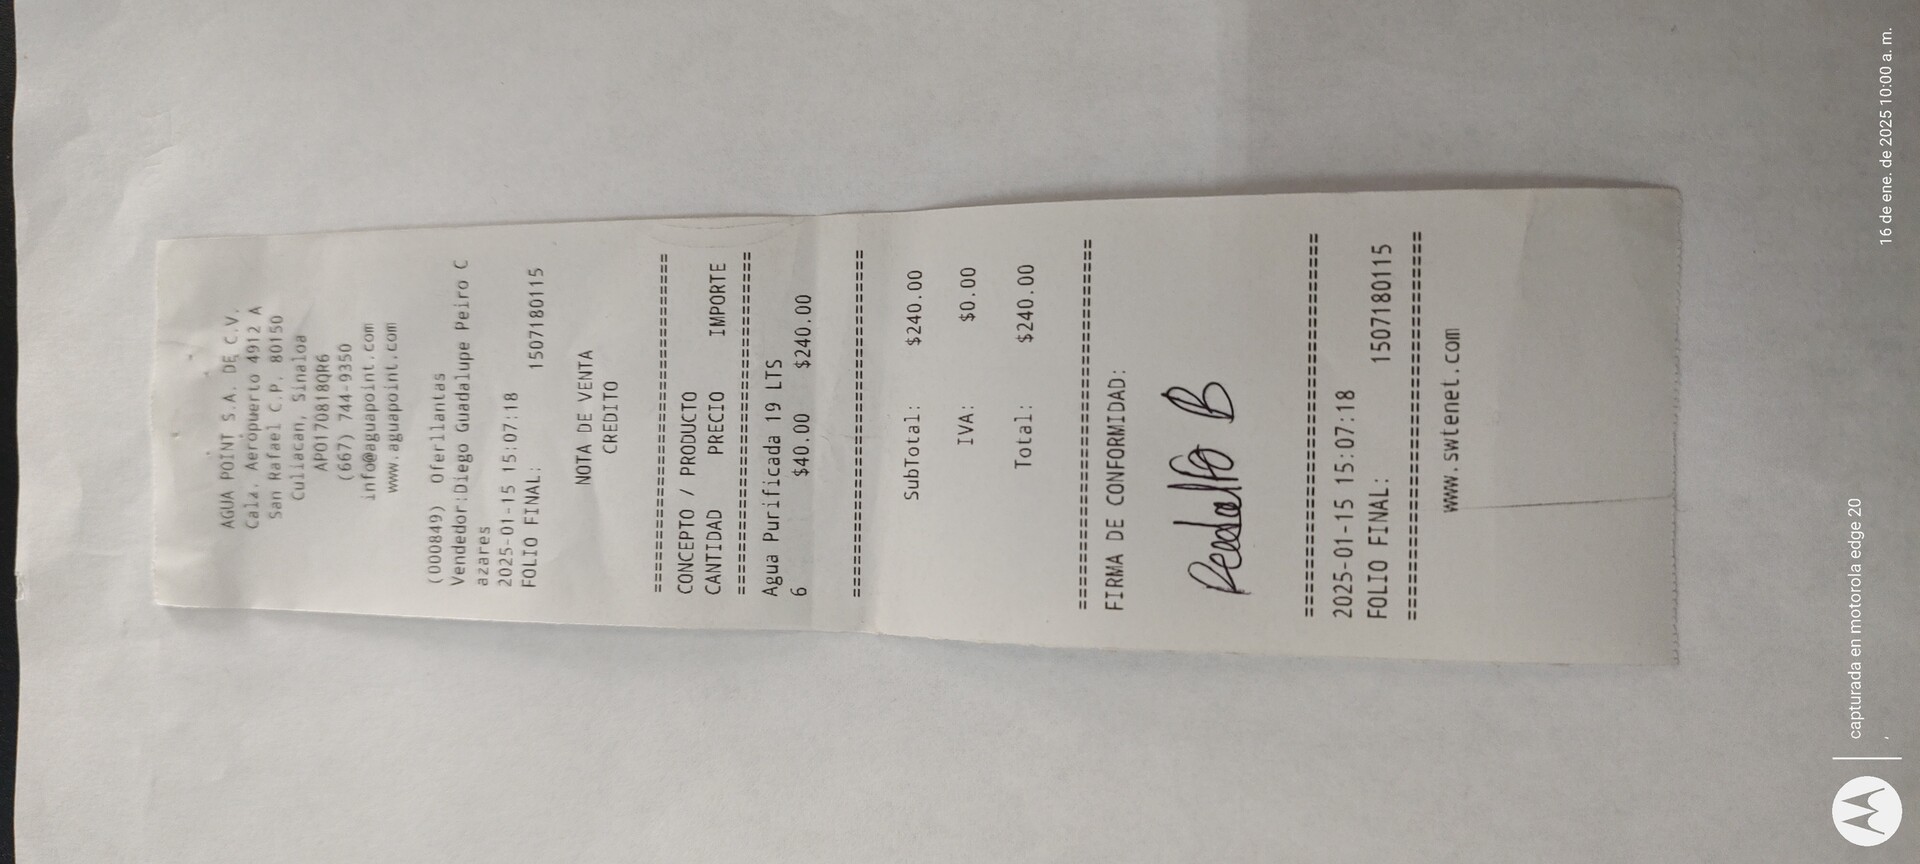 AGUA POINT S.A. DE C.V.
Calz. Aeropuerto 4912 A
San Rafael C.P. 80150
Culiacan, Sinaloa
APO170818QR6
(667) 744-9350
info@aguapoint.com
www.aguapoint.com
(000849) Oferllantas
Vendedor:Diego Guadalupe Peiro C
azares
2025-01-15 15:07:18
FOLIO FINAL: 1507180115
NOTA DE VENTA
CREDITO
================================
CONCEPTO / PRODUCTO
CANTIDAD PRECIO IMPORTE
================================
Agua Purificada 19 LTS
6 $40.00 $240.00
================================
SubTotal: $240.00
IVA: $0.00
Total: $240.00
================================
FIRMA DE CONFORMIDAD:
================================
2025-01-15 15:07:18
FOLIO FINAL: 1507180115
================================
www.swtenet.com
capturada en motorola edge 20
,
16 de ene. de 2025 10:00 a. m.